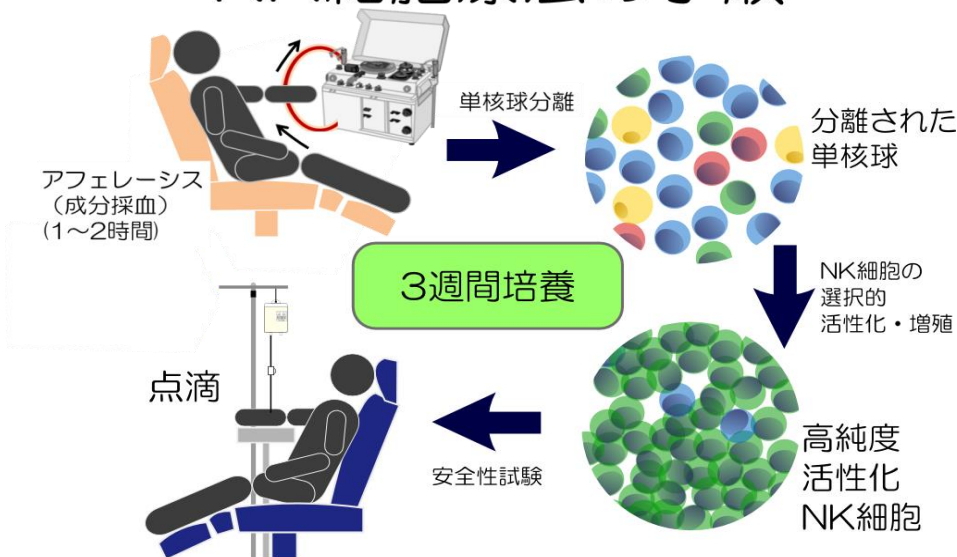 単核球分離
分離された
単核球
アフェレーシス
（成分採血）
(1～2時間)
3週間培養
NK細胞の
選択的
活性化・増殖
点滴
安全性試験
高純度
活性化
NK細胞